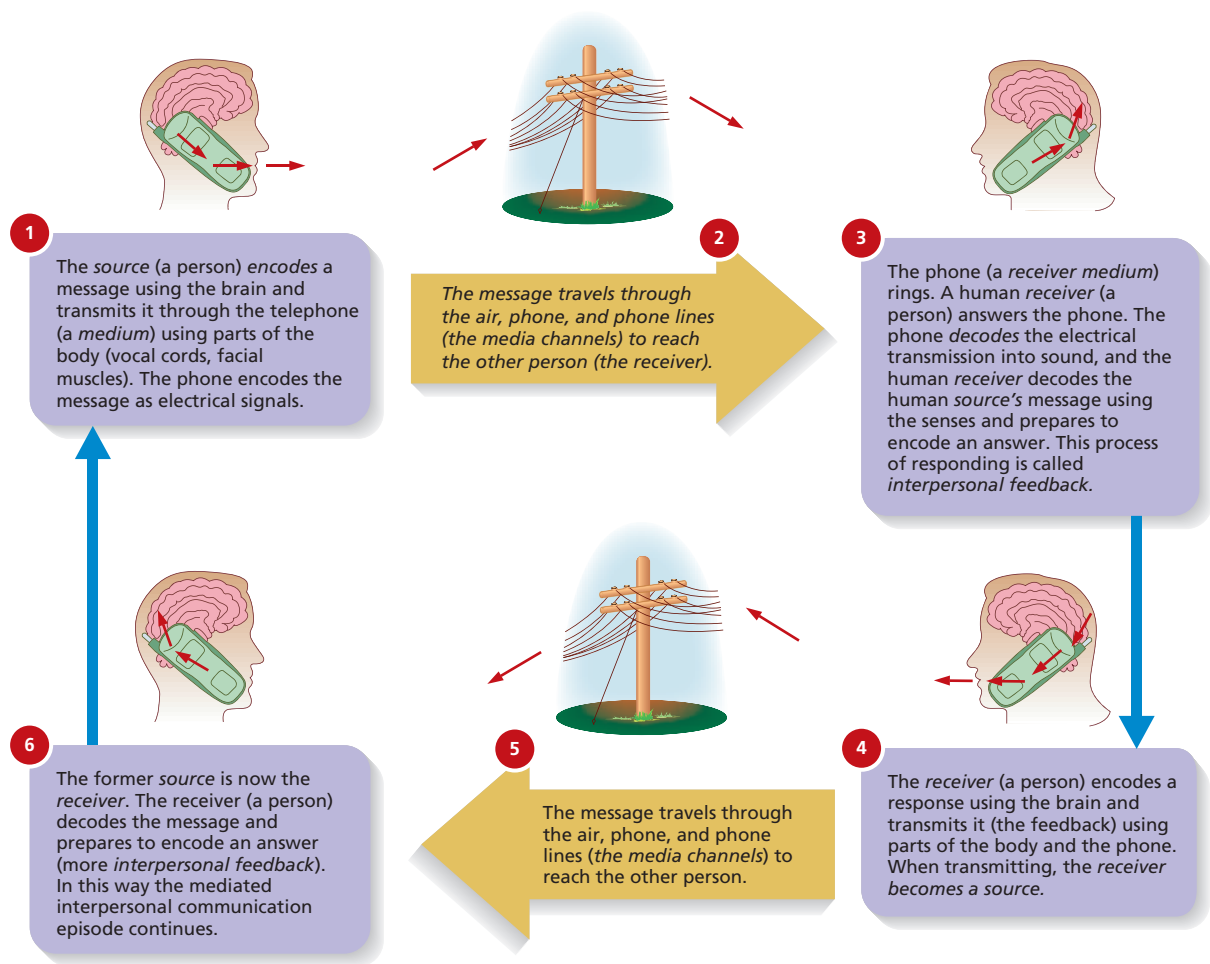 1
The source (a person) encodes a
message using the brain and
transmits it through the telephone
(a medium) using parts of the
body (vocal cords, facial
muscles). The phone encodes the
message as electrical signals.
2
The message travels through
the air, phone, and phone lines
(the media channels) to reach
the other person (the receiver).
3
The phone (a receiver medium)
rings. A human receiver (a
person) answers the phone. The
phone decodes the electrical
transmission into sound, and the
human receiver decodes the
human source's message using
the senses and prepares to
encode an answer. This process
of responding is called
interpersonal feedback.
4
The receiver (a person) encodes a
response using the brain and
transmits it (the feedback) using
parts of the body and the phone.
When transmitting, the receiver
becomes a source.
5
The message travels through
the air, phone, and phone
lines (the media channels) to
reach the other person.
6
The former source is now the
receiver. The receiver (a person)
decodes the message and
prepares to encode an answer
(more interpersonal feedback).
In this way the mediated
interpersonal communication
episode continues.